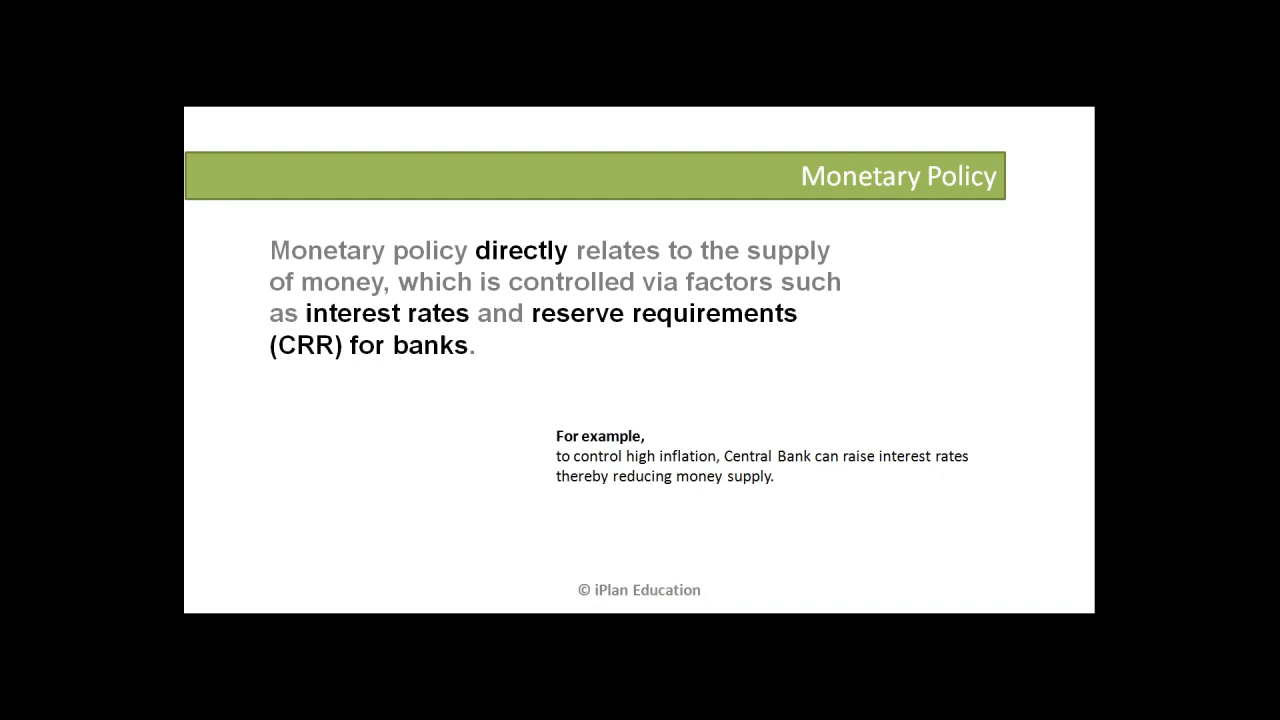 Monetary Policy
Monetary policy directly relates to the supply
of money, which is controlled via factors such
as interest rates and reserve requirements
(CRR) for banks.
For example,
to control high inflation, Central Bank can raise interest rates
thereby reducing money supply.
© iPlan Education